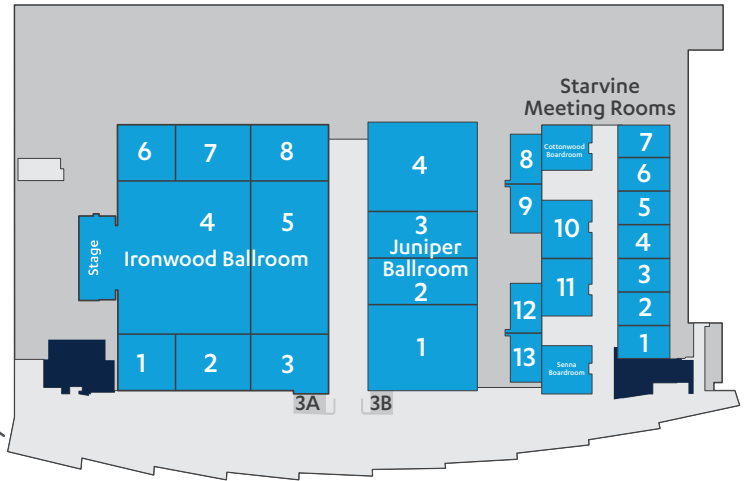 Starvine
Meeting Rooms
6
7
8
4
5
Stage
Ironwood Ballroom
1
2
3
3A
4
3
Juniper
Ballroom
2
1
3B
8
Cottonwood
Boardroom
9
10
11
12
13
Senna
Boardroom
7
6
5
4
3
2
1